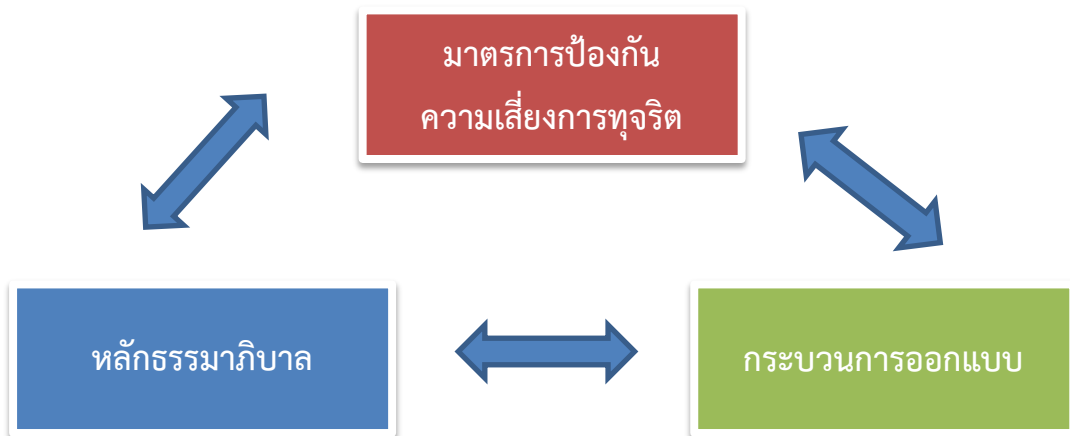 มาตรการป้องกัน
ความเสี่ยงการทุจริต
หลักธรรมาภิบาล
กระบวนการออกแบบ